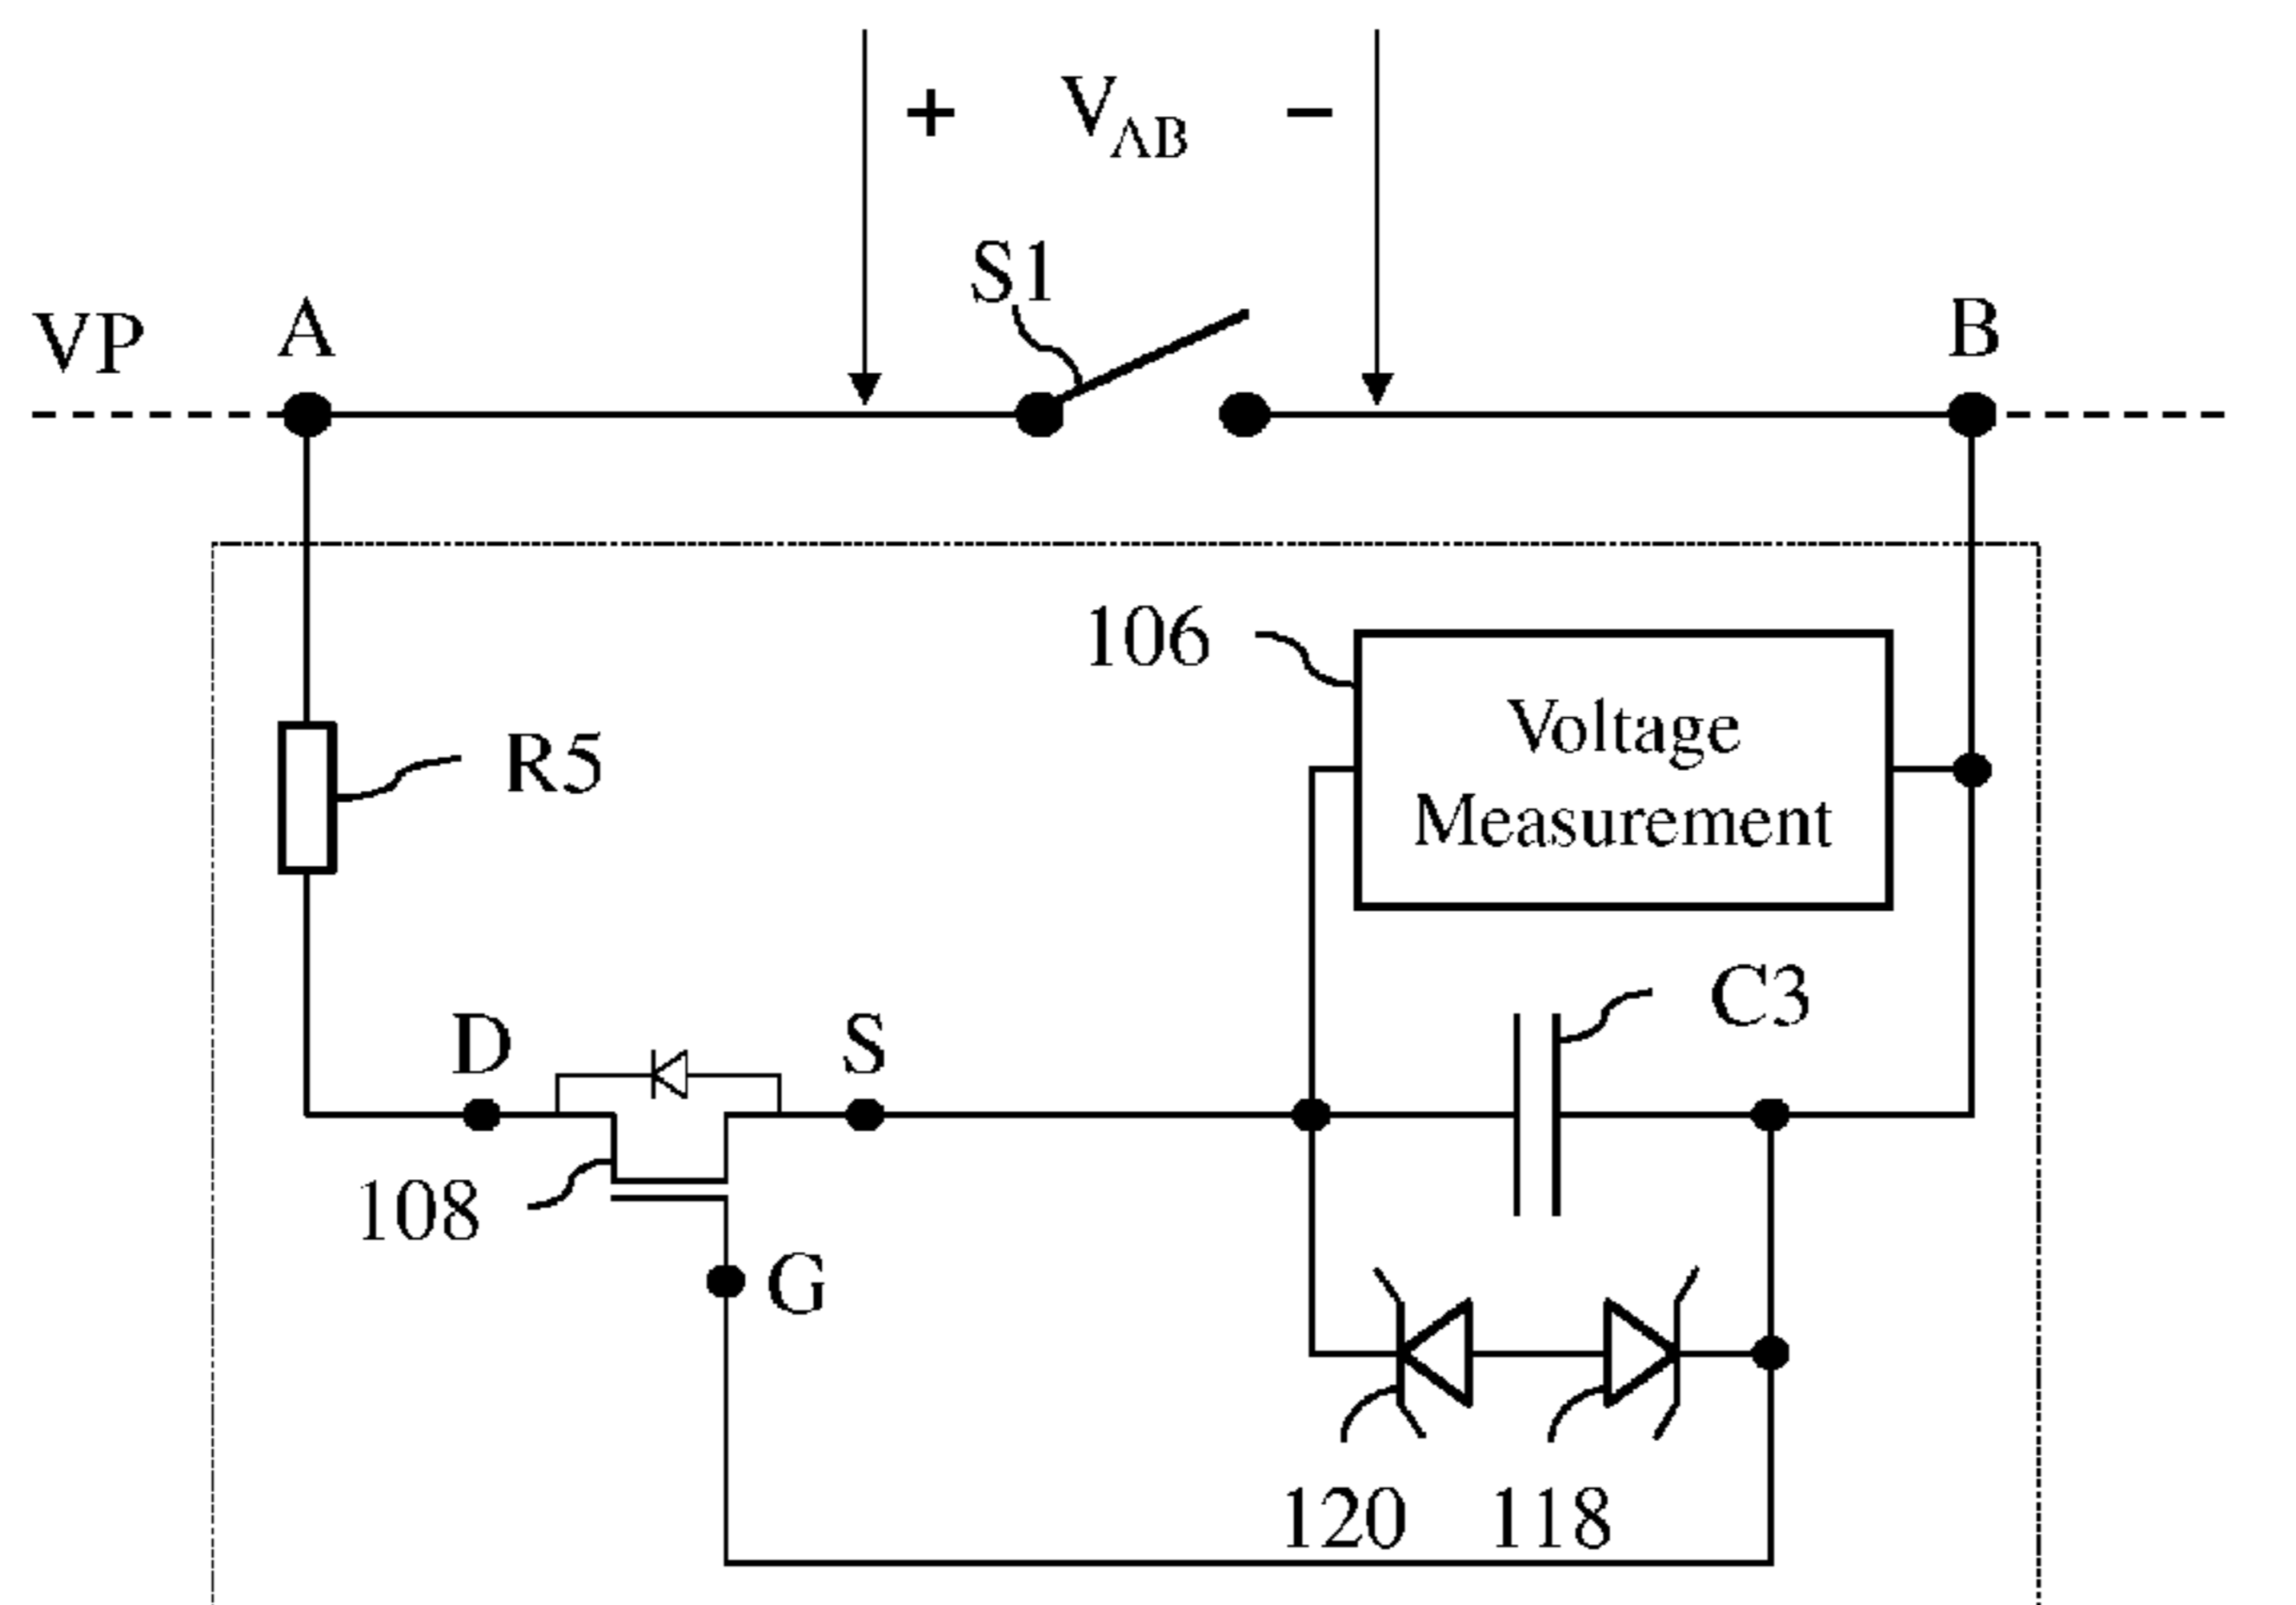 + V_AB −
S1
VP
A
B
106
Voltage
Measurement
R5
C3
D
S
108
G
120
118